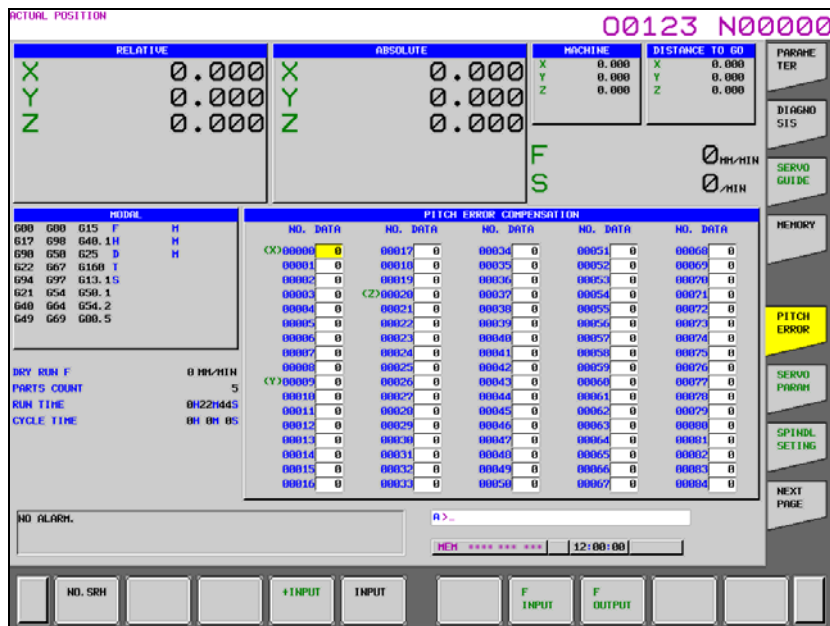 ACTUAL POSITION
O0123 N00000
RELATIVE
X 0.000
Y 0.000
Z 0.000
ABSOLUTE
X 0.000
Y 0.000
Z 0.000
MACHINE
X 0.000
Y 0.000
Z 0.000
DISTANCE TO GO
X 0.000
Y 0.000
Z 0.000
F 0 MM/MIN
S 0 /MIN
MODAL
G00 G80 G15 F M
G17 G98 G40.1 H M
G90 G50 G25 D M
G22 G67 G160 T
G94 G97 G13.1 S
G21 G54 G50.1
G40 G64 G54.2
G49 G69 G80.5
DRY RUN F 0 MM/MIN
PARTS COUNT 5
RUN TIME 0H22M44S
CYCLE TIME 0H 0M 0S
PITCH ERROR COMPENSATION
NO. DATA NO. DATA NO. DATA NO. DATA NO. DATA
(X)00000 0 00017 0 00034 0 00051 0 00068 0
00001 0 00018 0 00035 0 00052 0 00069 0
00002 0 00019 0 00036 0 00053 0 00070 0
00003 0 (Z)00020 0 00037 0 00054 0 00071 0
00004 0 00021 0 00038 0 00055 0 00072 0
00005 0 00022 0 00039 0 00056 0 00073 0
00006 0 00023 0 00040 0 00057 0 00074 0
00007 0 00024 0 00041 0 00058 0 00075 0
00008 0 00025 0 00042 0 00059 0 00076 0
(Y)00009 0 00026 0 00043 0 00060 0 00077 0
00010 0 00027 0 00044 0 00061 0 00078 0
00011 0 00028 0 00045 0 00062 0 00079 0
00012 0 00029 0 00046 0 00063 0 00080 0
00013 0 00030 0 00047 0 00064 0 00081 0
00014 0 00031 0 00048 0 00065 0 00082 0
00015 0 00032 0 00049 0 00066 0 00083 0
00016 0 00033 0 00050 0 00067 0 00084 0
NO ALARM.
A>_
MEM **** *** *** 12:00:00
PARAME
TER
DIAGNO
SIS
SERVO
GUIDE
MEMORY
PITCH
ERROR
SERVO
PARAM
SPINDL
SETING
NEXT
PAGE
NO. SRH
+INPUT
INPUT
F
INPUT
F
OUTPUT